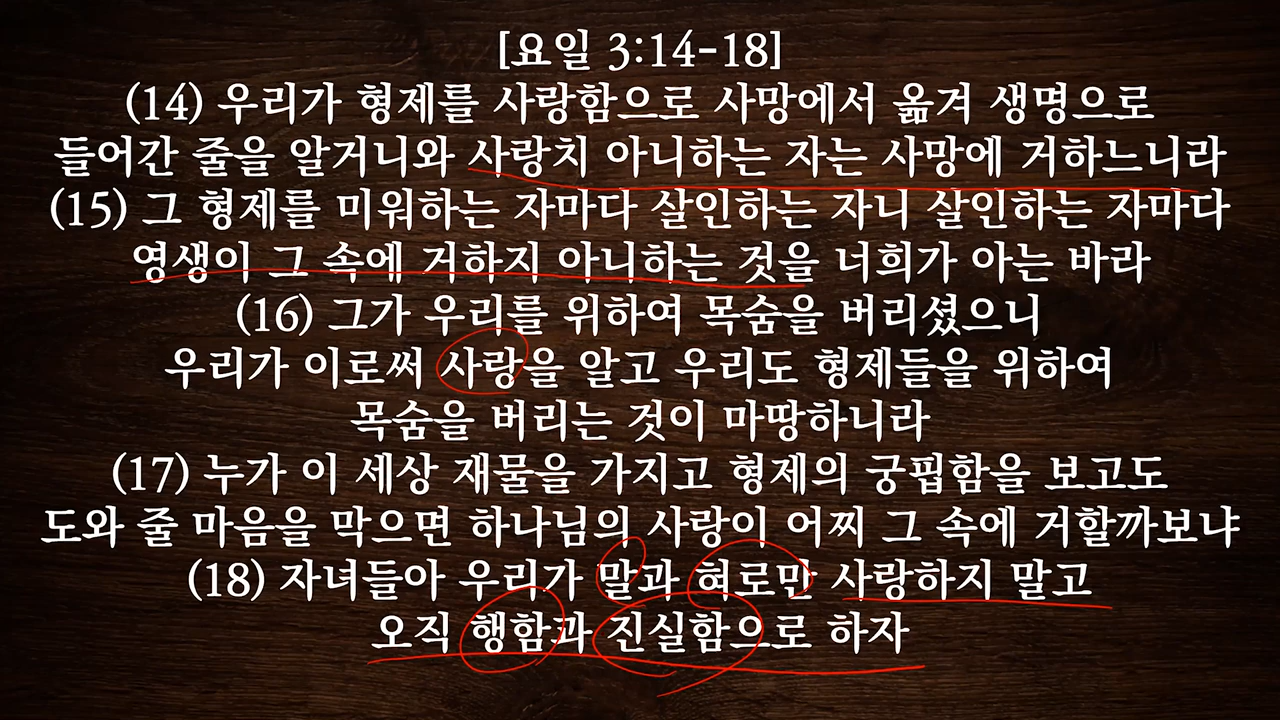 [요일 3:14-18]
(14) 우리가 형제를 사랑함으로 사망에서 옮겨 생명으로
들어간 줄을 알거니와 사랑치 아니하는 자는 사망에 거하느니라
(15) 그 형제를 미워하는 자마다 살인하는 자니 살인하는 자마다
영생이 그 속에 거하지 아니하는 것을 너희가 아는 바라
(16) 그가 우리를 위하여 목숨을 버리셨으니
우리가 이로써 사랑을 알고 우리도 형제들을 위하여
목숨을 버리는 것이 마땅하니라
(17) 누가 이 세상 재물을 가지고 형제의 궁핍함을 보고도
도와 줄 마음을 막으면 하나님의 사랑이 어찌 그 속에 거할까보냐
(18) 자녀들아 우리가 말과 혀로만 사랑하지 말고
오직 행함과 진실함으로 하자